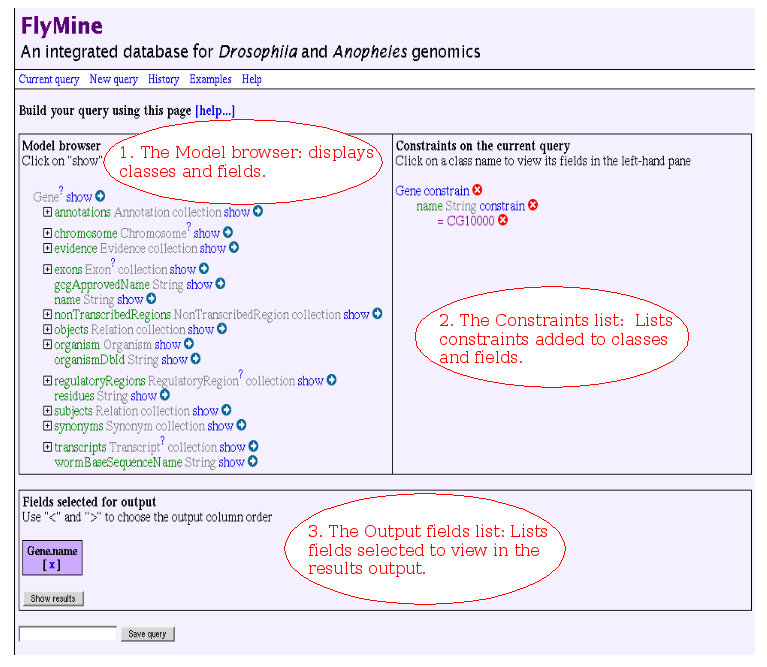 FlyMine
An integrated database for Drosophila and Anopheles genomics
Current query New query History Examples Help
Build your query using this page [help...]
Model browser
Click on "show"
1. The Model browser: displays
classes and fields.
Gene? show
annotations Annotation collection show
chromosome Chromosome? show
evidence Evidence collection show
exons Exon? collection show
gcgApprovedName String show
name String show
nonTranscribedRegions NonTranscribedRegion collection show
objects Relation collection show
organism Organism show
organismDbId String show
regulatoryRegions RegulatoryRegion? collection show
residues String show
subjects Relation collection show
synonyms Synonym collection show
transcripts Transcript? collection show
wormBaseSequenceName String show
Constraints on the current query
Click on a class name to view its fields in the left-hand pane
Gene constrain
name String constrain
= CG10000
2. The Constraints list: Lists
constraints added to classes
and fields.
Fields selected for output
Use "<" and ">" to choose the output column order
Gene.name
[ x ]
Show results
3. The Output fields list: Lists
fields selected to view in the
results output.
Save query